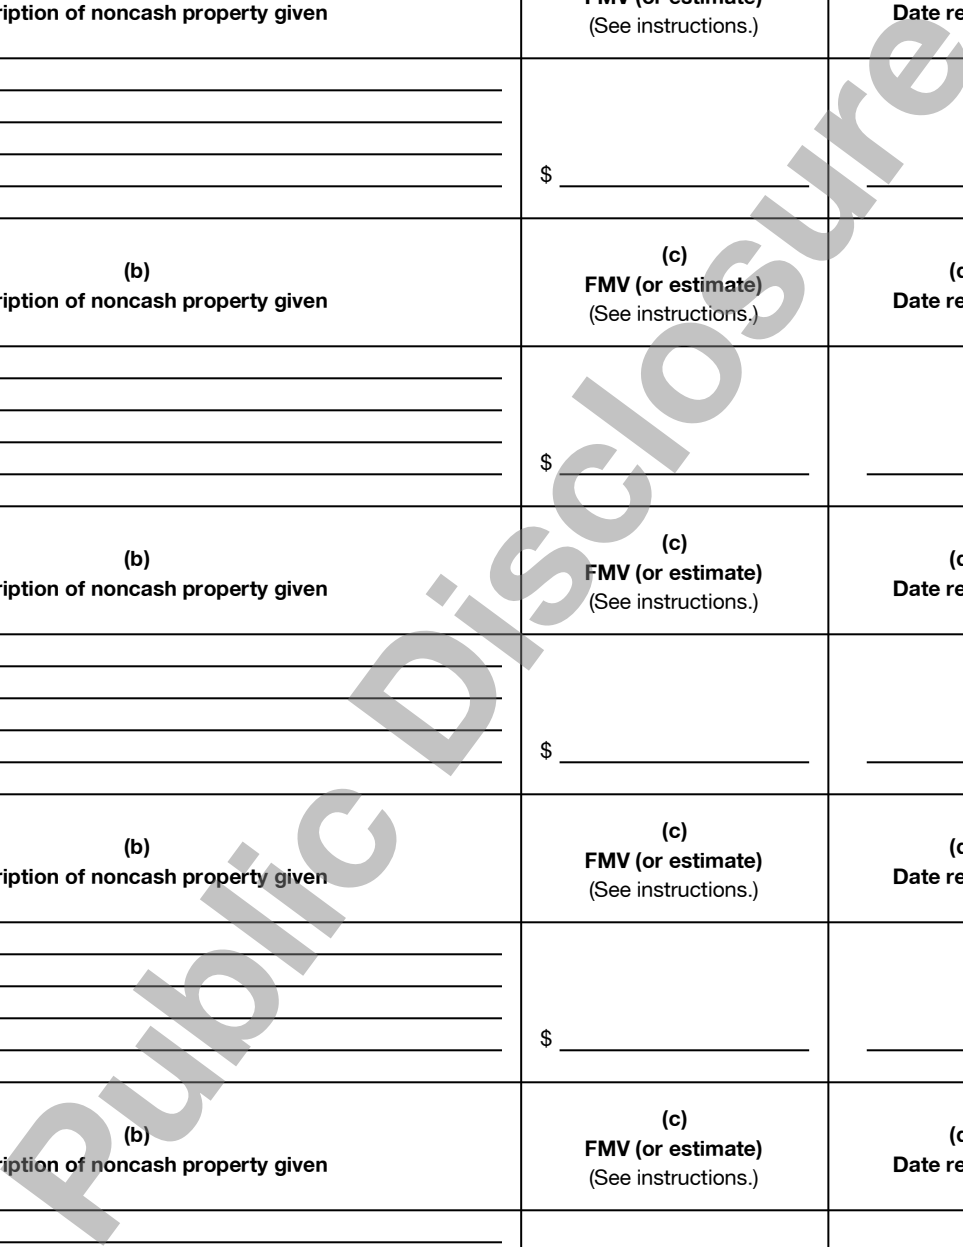 ription of noncash property given
FMV (or estimate)
(See instructions.)
Date re
$
(b)
ription of noncash property given
(c)
FMV (or estimate)
(See instructions.)
(d
Date re
$
(b)
ription of noncash property given
(c)
FMV (or estimate)
(See instructions.)
(d
Date re
$
(b)
ription of noncash property given
(c)
FMV (or estimate)
(See instructions.)
(d
Date re
$
(b)
ription of noncash property given
(c)
FMV (or estimate)
(See instructions.)
(d
Date re
Public Disclosure